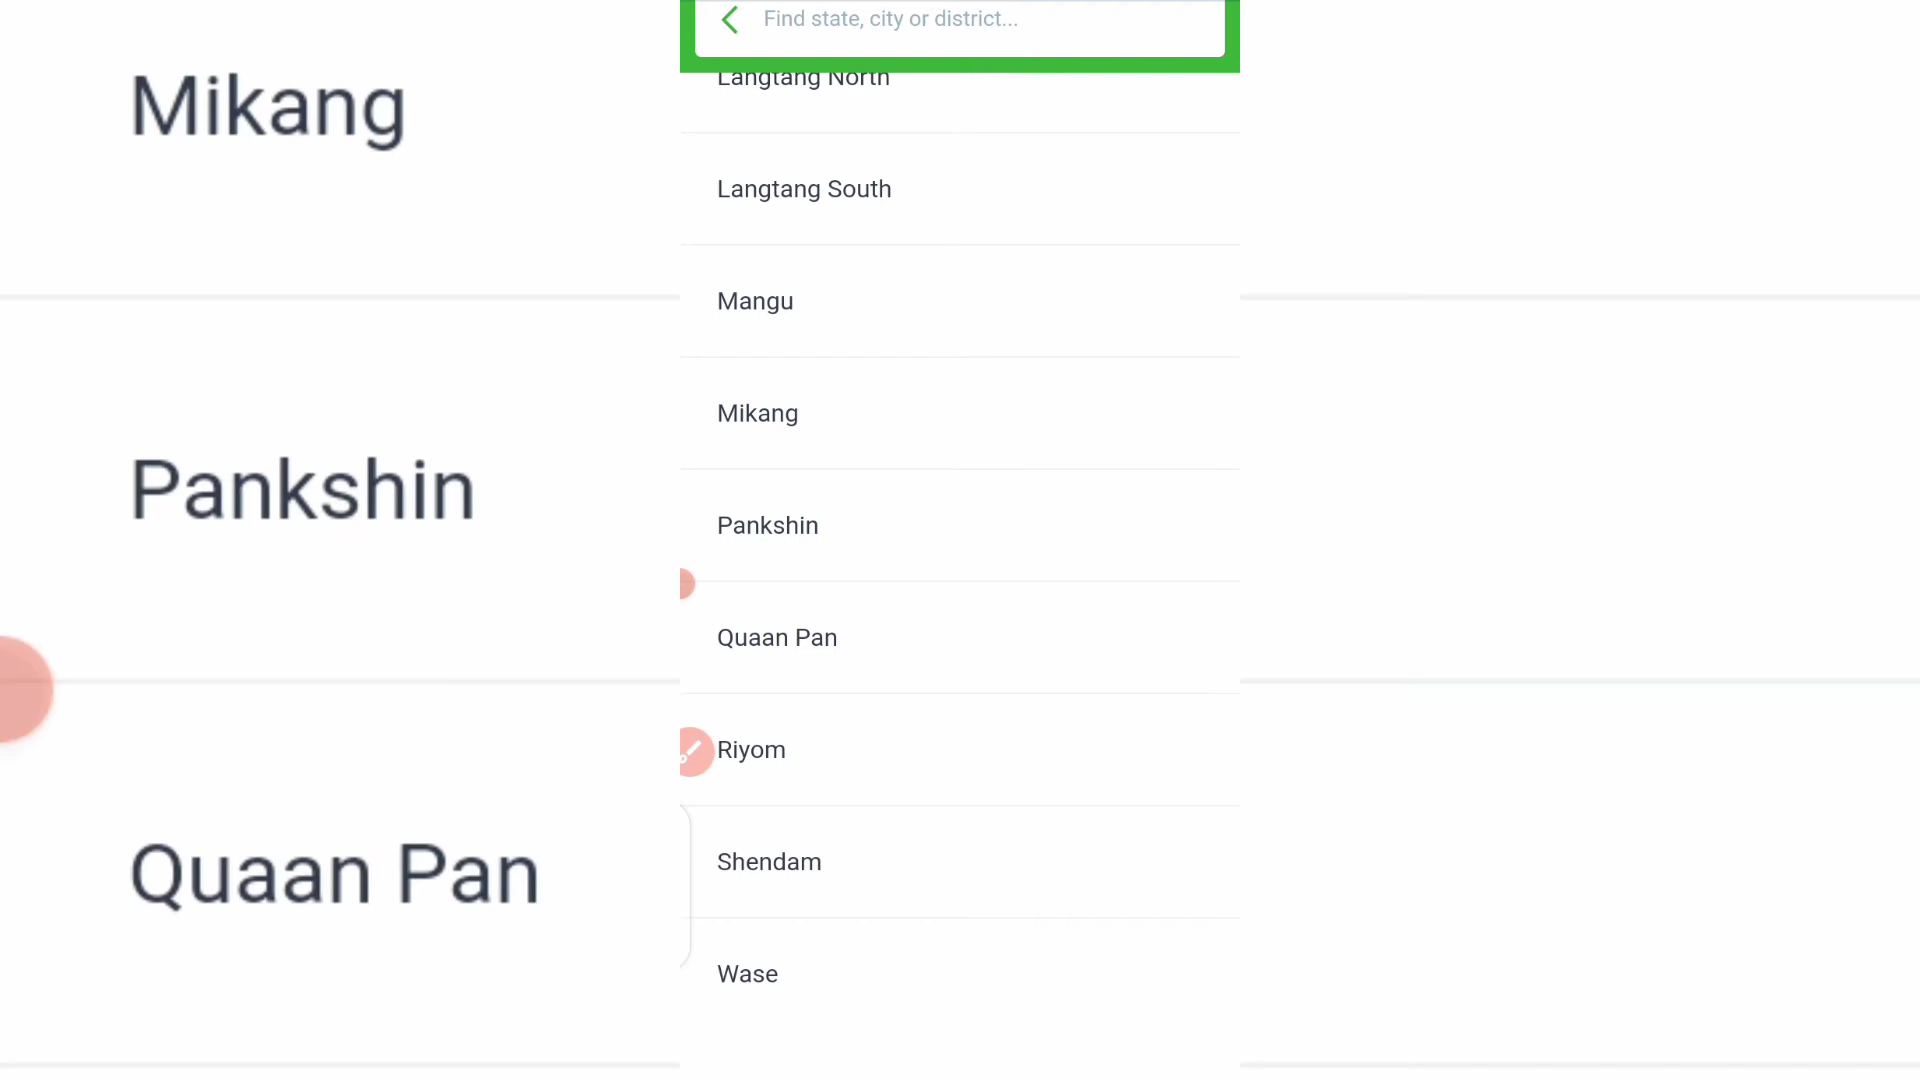 Find state, city or district...
Langtang North
Langtang South
Mangu
Mikang
Pankshin
Quaan Pan
Riyom
Shendam
Wase
Mikang
Pankshin
Quaan Pan